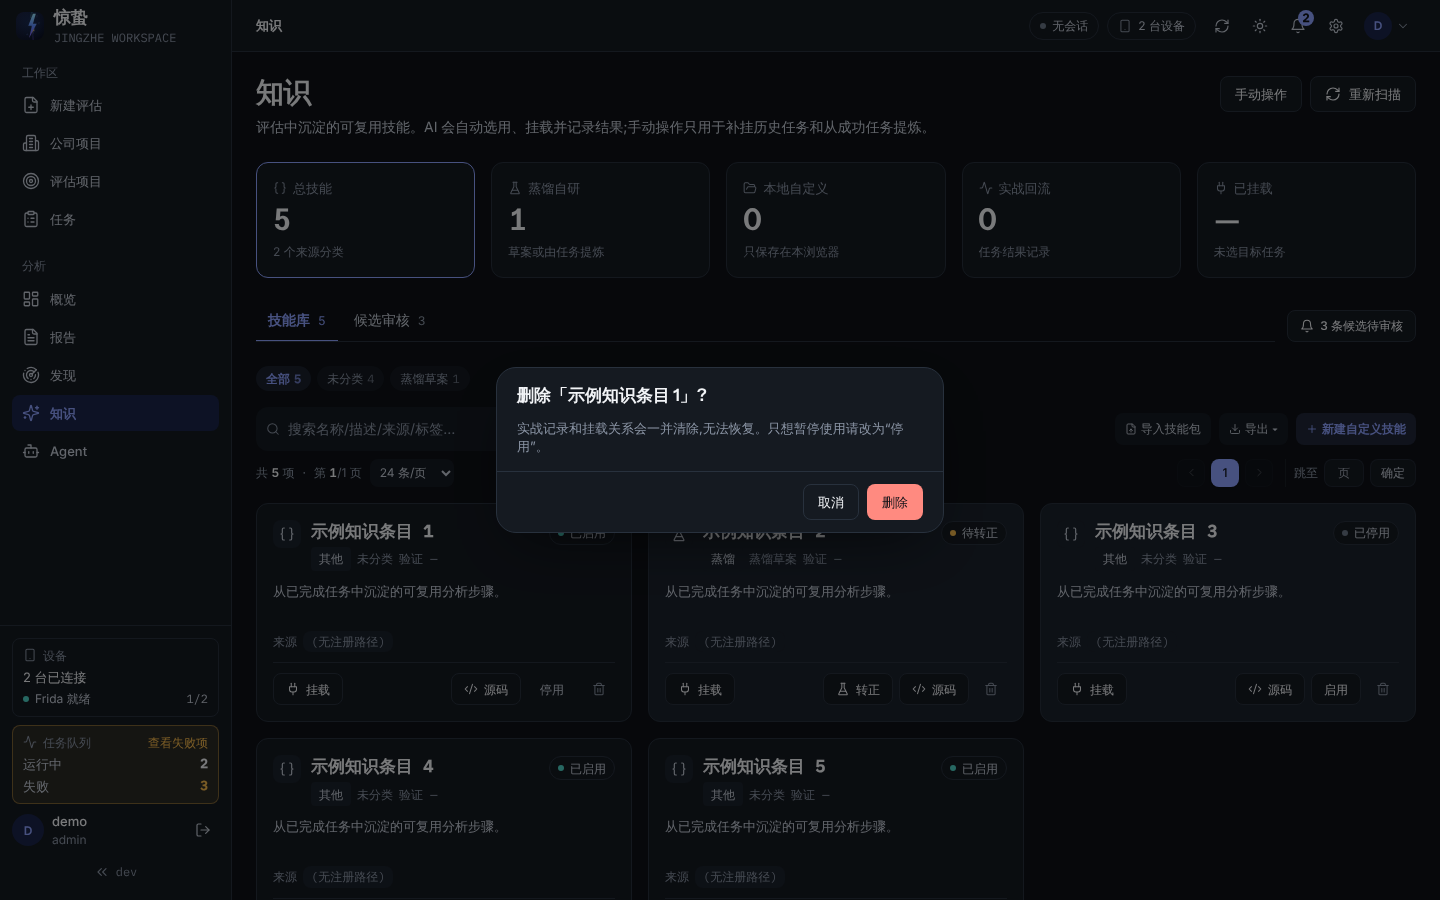 惊蛰
JINGZHE WORKSPACE
工作区
新建评估
公司项目
评估项目
任务
分析
概览
报告
发现
知识
Agent
设备
2 台已连接
Frida 就绪 1/2
任务队列 查看失败项
运行中 2
失败 3
D demo
admin
dev
知识
无会话
2 台设备
2
D
知识
评估中沉淀的可复用技能。AI 会自动选用、挂载并记录结果;手动操作只用于补挂历史任务和从成功任务提炼。
手动操作
重新扫描
总技能
5
2 个来源分类
蒸馏自研
1
草案或由任务提炼
本地自定义
0
只保存在本浏览器
实战回流
0
任务结果记录
已挂载
—
未选目标任务
技能库 5
候选审核 3
3 条候选待审核
全部 5
未分类 4
蒸馏草案 1
搜索名称/描述/来源/标签...
导入技能包
导出
新建自定义技能
共 5 项 · 第 1/1 页
24 条/页
1
跳至 页 确定
删除「示例知识条目 1」?
实战记录和挂载关系会一并清除,无法恢复。只想暂停使用请改为“停
用”。
取消
删除
示例知识条目 1
已启用
其他 未分类 验证 —
从已完成任务中沉淀的可复用分析步骤。
来源 (无注册路径)
挂载 源码 停用
示例知识条目 2
待转正
蒸馏 蒸馏草案 验证 —
从已完成任务中沉淀的可复用分析步骤。
来源 (无注册路径)
挂载 转正 源码
示例知识条目 3
已停用
其他 未分类 验证 —
从已完成任务中沉淀的可复用分析步骤。
来源 (无注册路径)
挂载 源码 启用
示例知识条目 4
已启用
其他 未分类 验证 —
从已完成任务中沉淀的可复用分析步骤。
来源 (无注册路径)
示例知识条目 5
已启用
其他 未分类 验证 —
从已完成任务中沉淀的可复用分析步骤。
来源 (无注册路径)